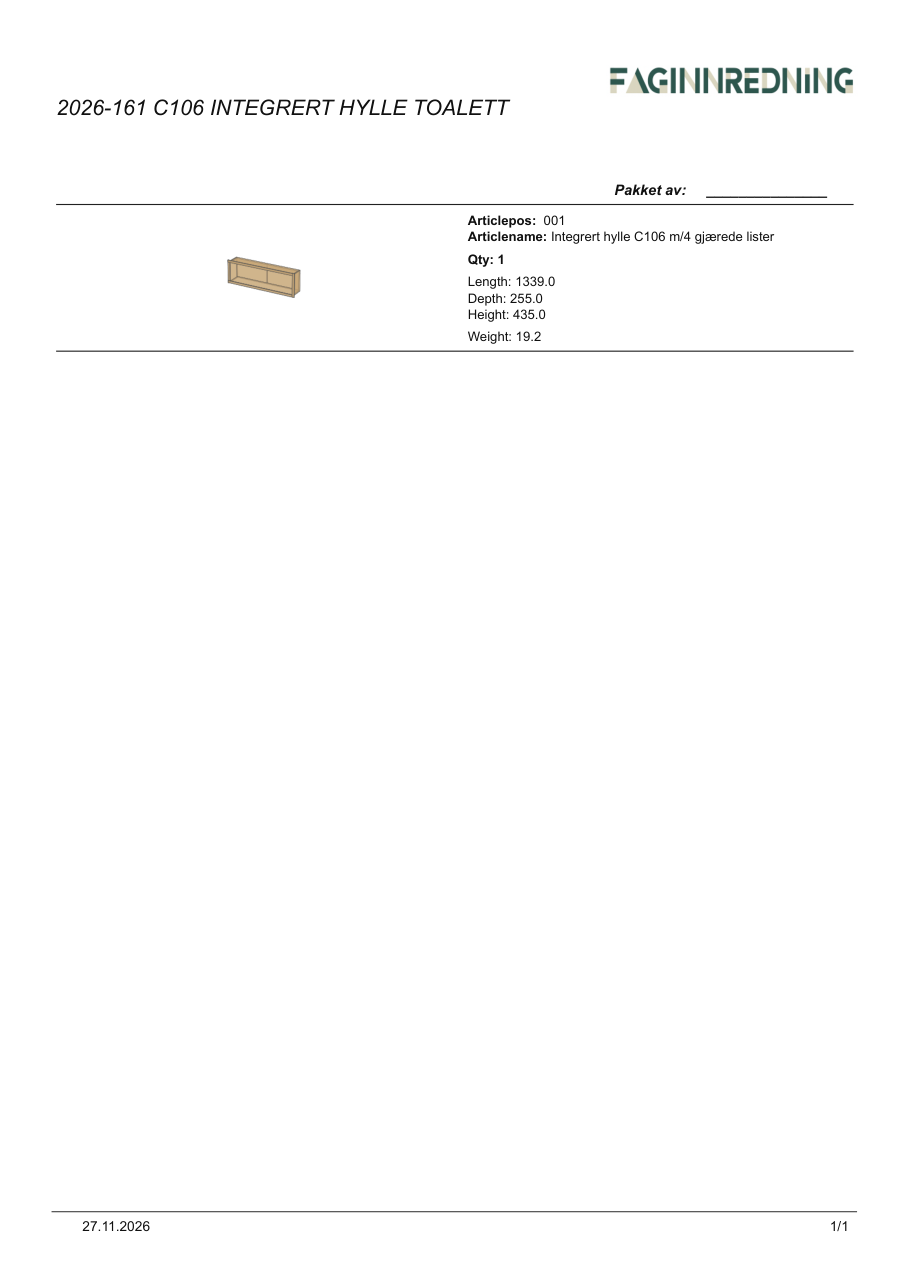 FAGINNREDNING
2026-161 C106 INTEGRERT HYLLE TOALETT
Pakket av: _______________
Articlepos: 001
Articlename: Integrert hylle C106 m/4 gjærede lister
Qty: 1
Length: 1339.0
Depth: 255.0
Height: 435.0
Weight: 19.2
27.11.2026 1/1